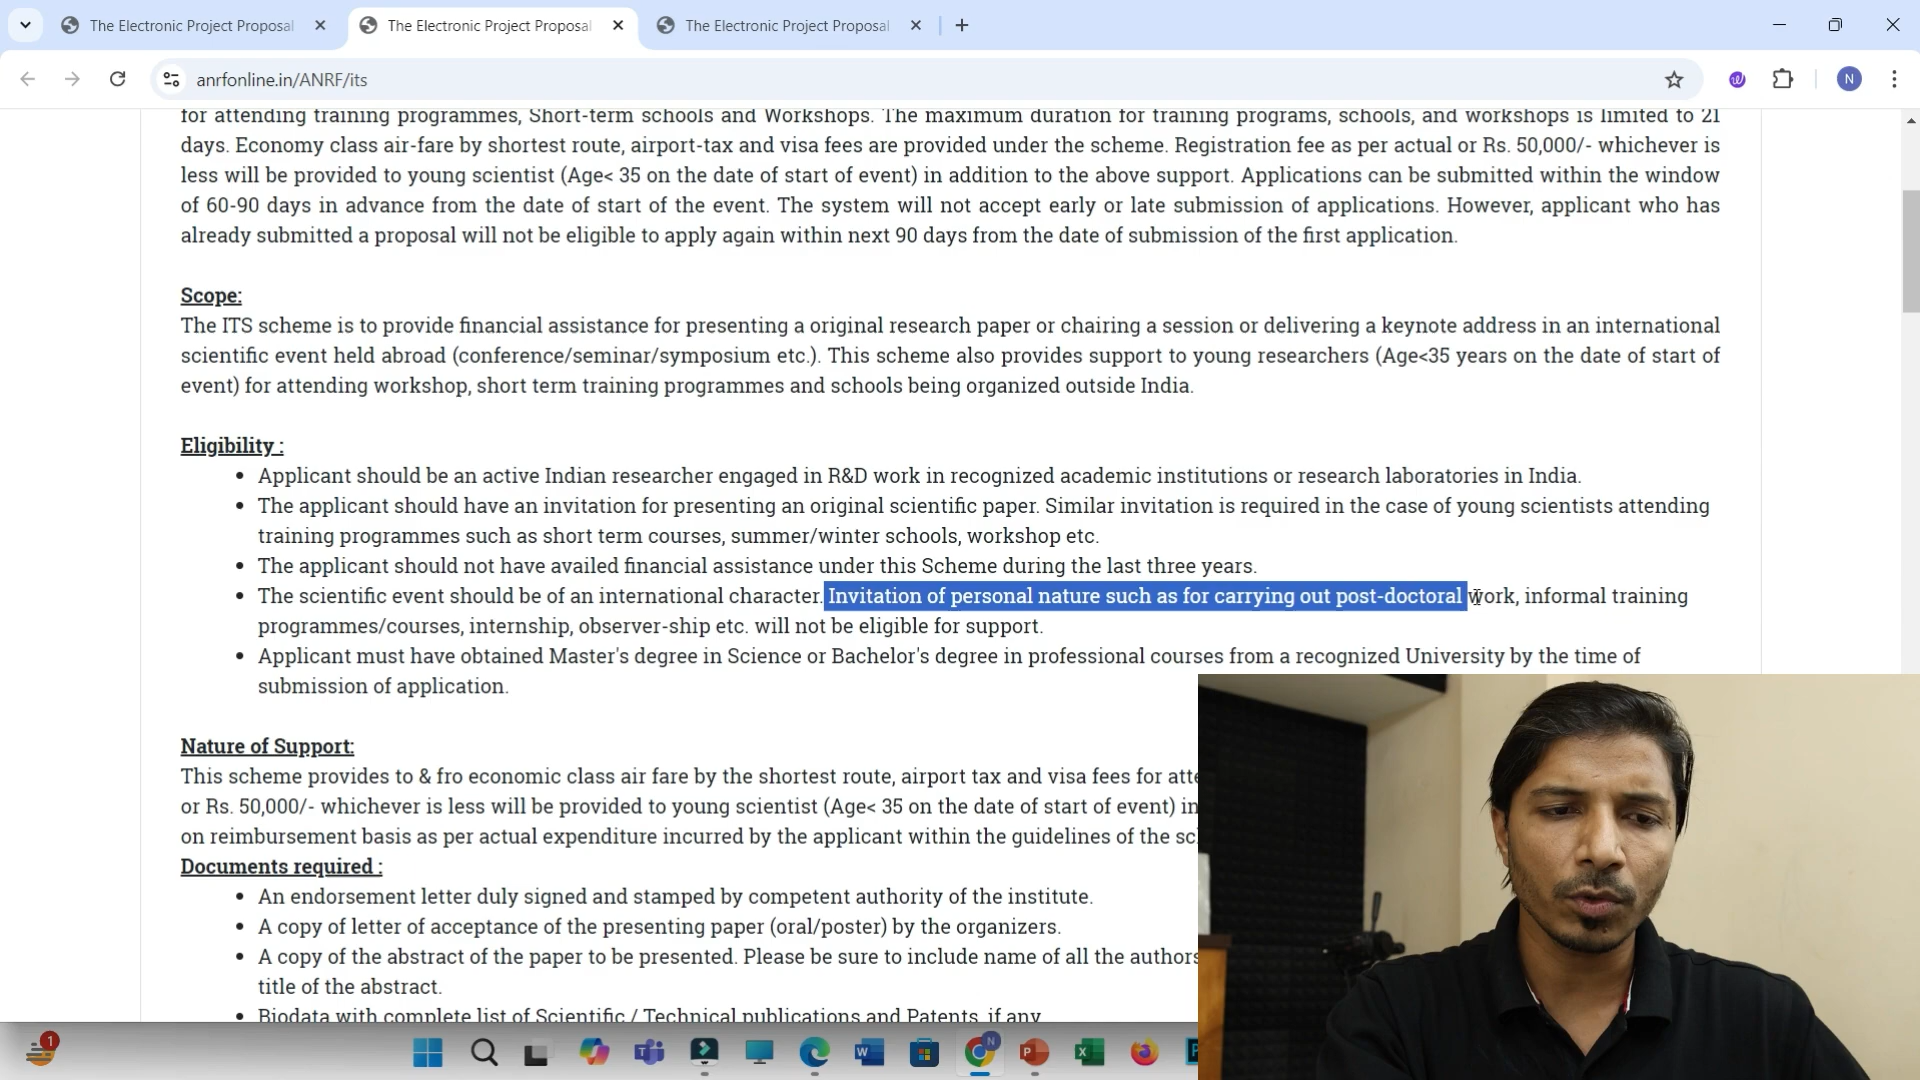 The Electronic Project Proposal
The Electronic Project Proposal
The Electronic Project Proposal
anrfonline.in/ANRF/its
N
for attending training programmes, Short-term schools and Workshops. The maximum duration for training programs, schools, and workshops is limited to 21
days. Economy class air-fare by shortest route, airport-tax and visa fees are provided under the scheme. Registration fee as per actual or Rs. 50,000/- whichever is
less will be provided to young scientist (Age< 35 on the date of start of event) in addition to the above support. Applications can be submitted within the window
of 60-90 days in advance from the date of start of the event. The system will not accept early or late submission of applications. However, applicant who has
already submitted a proposal will not be eligible to apply again within next 90 days from the date of submission of the first application.
Scope:
The ITS scheme is to provide financial assistance for presenting a original research paper or chairing a session or delivering a keynote address in an international
scientific event held abroad (conference/seminar/symposium etc.). This scheme also provides support to young researchers (Age<35 years on the date of start of
event) for attending workshop, short term training programmes and schools being organized outside India.
Eligibility :
• Applicant should be an active Indian researcher engaged in R&D work in recognized academic institutions or research laboratories in India.
• The applicant should have an invitation for presenting an original scientific paper. Similar invitation is required in the case of young scientists attending
training programmes such as short term courses, summer/winter schools, workshop etc.
• The applicant should not have availed financial assistance under this Scheme during the last three years.
• The scientific event should be of an international character. Invitation of personal nature such as for carrying out post-doctoral work, informal training
programmes/courses, internship, observer-ship etc. will not be eligible for support.
• Applicant must have obtained Master's degree in Science or Bachelor's degree in professional courses from a recognized University by the time of
submission of application.
Nature of Support:
This scheme provides to & fro economic class air fare by the shortest route, airport tax and visa fees for
or Rs. 50,000/- whichever is less will be provided to young scientist (Age< 35 on the date of start of event) in
on reimbursement basis as per actual expenditure incurred by the applicant within the guidelines of the
Documents required :
• An endorsement letter duly signed and stamped by competent authority of the institute.
• A copy of letter of acceptance of the presenting paper (oral/poster) by the organizers.
• A copy of the abstract of the paper to be presented. Please be sure to include name of all the authors
title of the abstract.
• Biodata with complete list of Scientific / Technical publications and Patents, if any
1
N